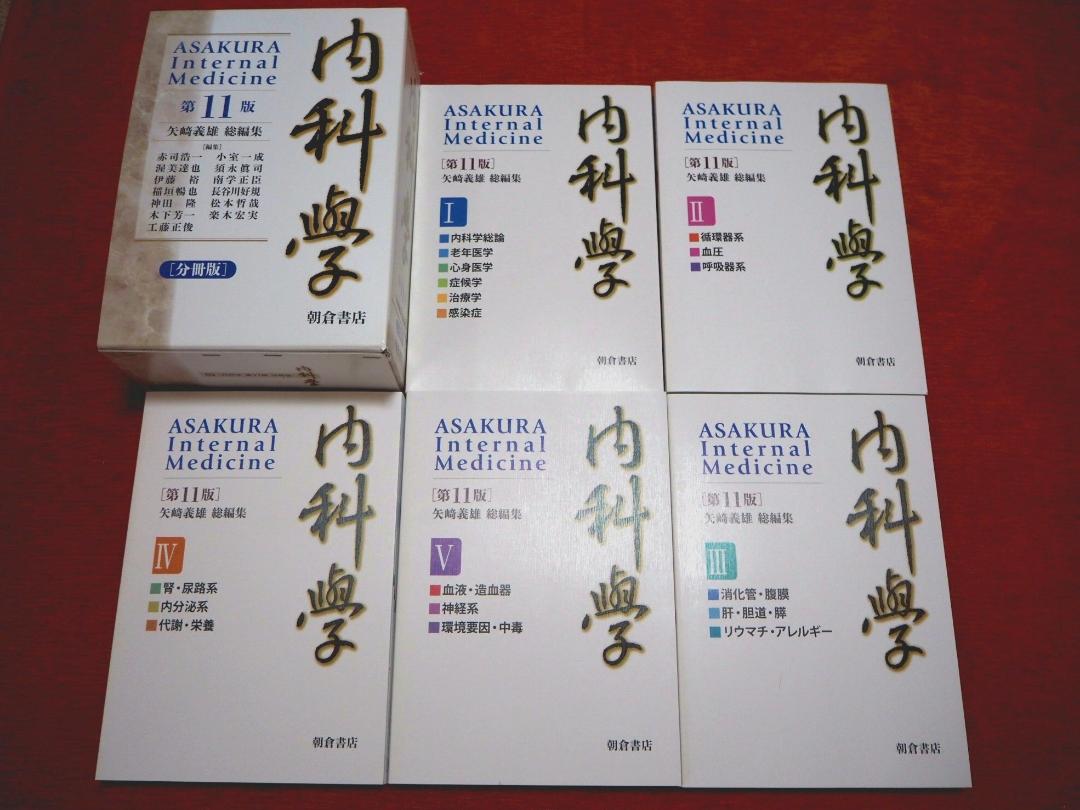 ASAKURA
Internal
Medicine
第11版
矢﨑義雄 総編集
[編集]
赤司浩一 小室一成
渥美達也 須永眞司
伊藤 裕 南学正臣
稲垣暢也 長谷川好規
神田 隆 松本哲哉
木下芳一 楽木宏実
工藤正俊
[分冊版]
内科學
朝倉書店
内科学
ASAKURA
Internal
Medicine
[第11版]
矢﨑義雄 総編集
I
内科学総論
老年医学
心身医学
症候学
治療学
感染症
内科學
朝倉書店
ASAKURA
Internal
Medicine
[第11版]
矢﨑義雄 総編集
II
循環器系
血圧
呼吸器系
内科學
朝倉書店
ASAKURA
Internal
Medicine
[第11版]
矢﨑義雄 総編集
IV
腎・尿路系
内分泌系
代謝・栄養
内科學
朝倉書店
ASAKURA
Internal
Medicine
[第11版]
矢﨑義雄 総編集
V
血液・造血器
神経系
環境要因・中毒
内科學
朝倉書店
ASAKURA
Internal
Medicine
[第11版]
矢﨑義雄 総編集
III
消化管・腹膜
肝・胆道・膵
リウマチ・アレルギー
内科學
朝倉書店